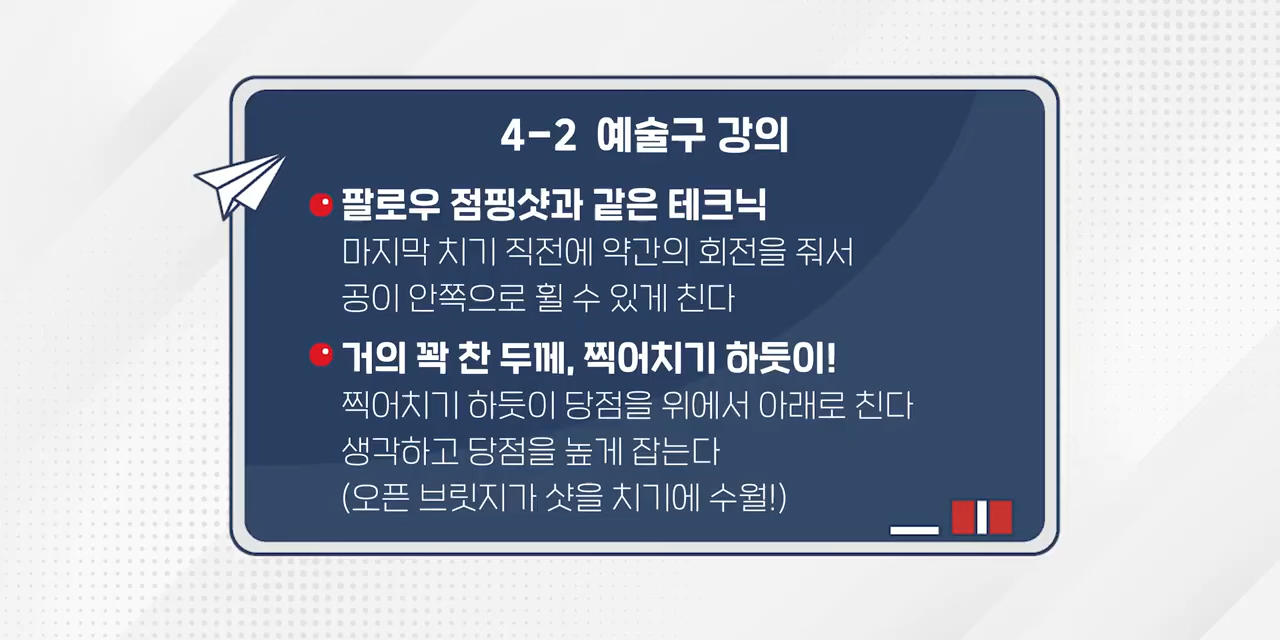 4-2 예술구 강의
팔로우 점핑샷과 같은 테크닉
마지막 치기 직전에 약간의 회전을 줘서
공이 안쪽으로 휠 수 있게 친다
거의 꽉 찬 두께, 찍어치기 하듯이!
찍어치기 하듯이 당점을 위에서 아래로 친다
생각하고 당점을 높게 잡는다
(오픈 브릿지가 샷을 치기에 수월!)